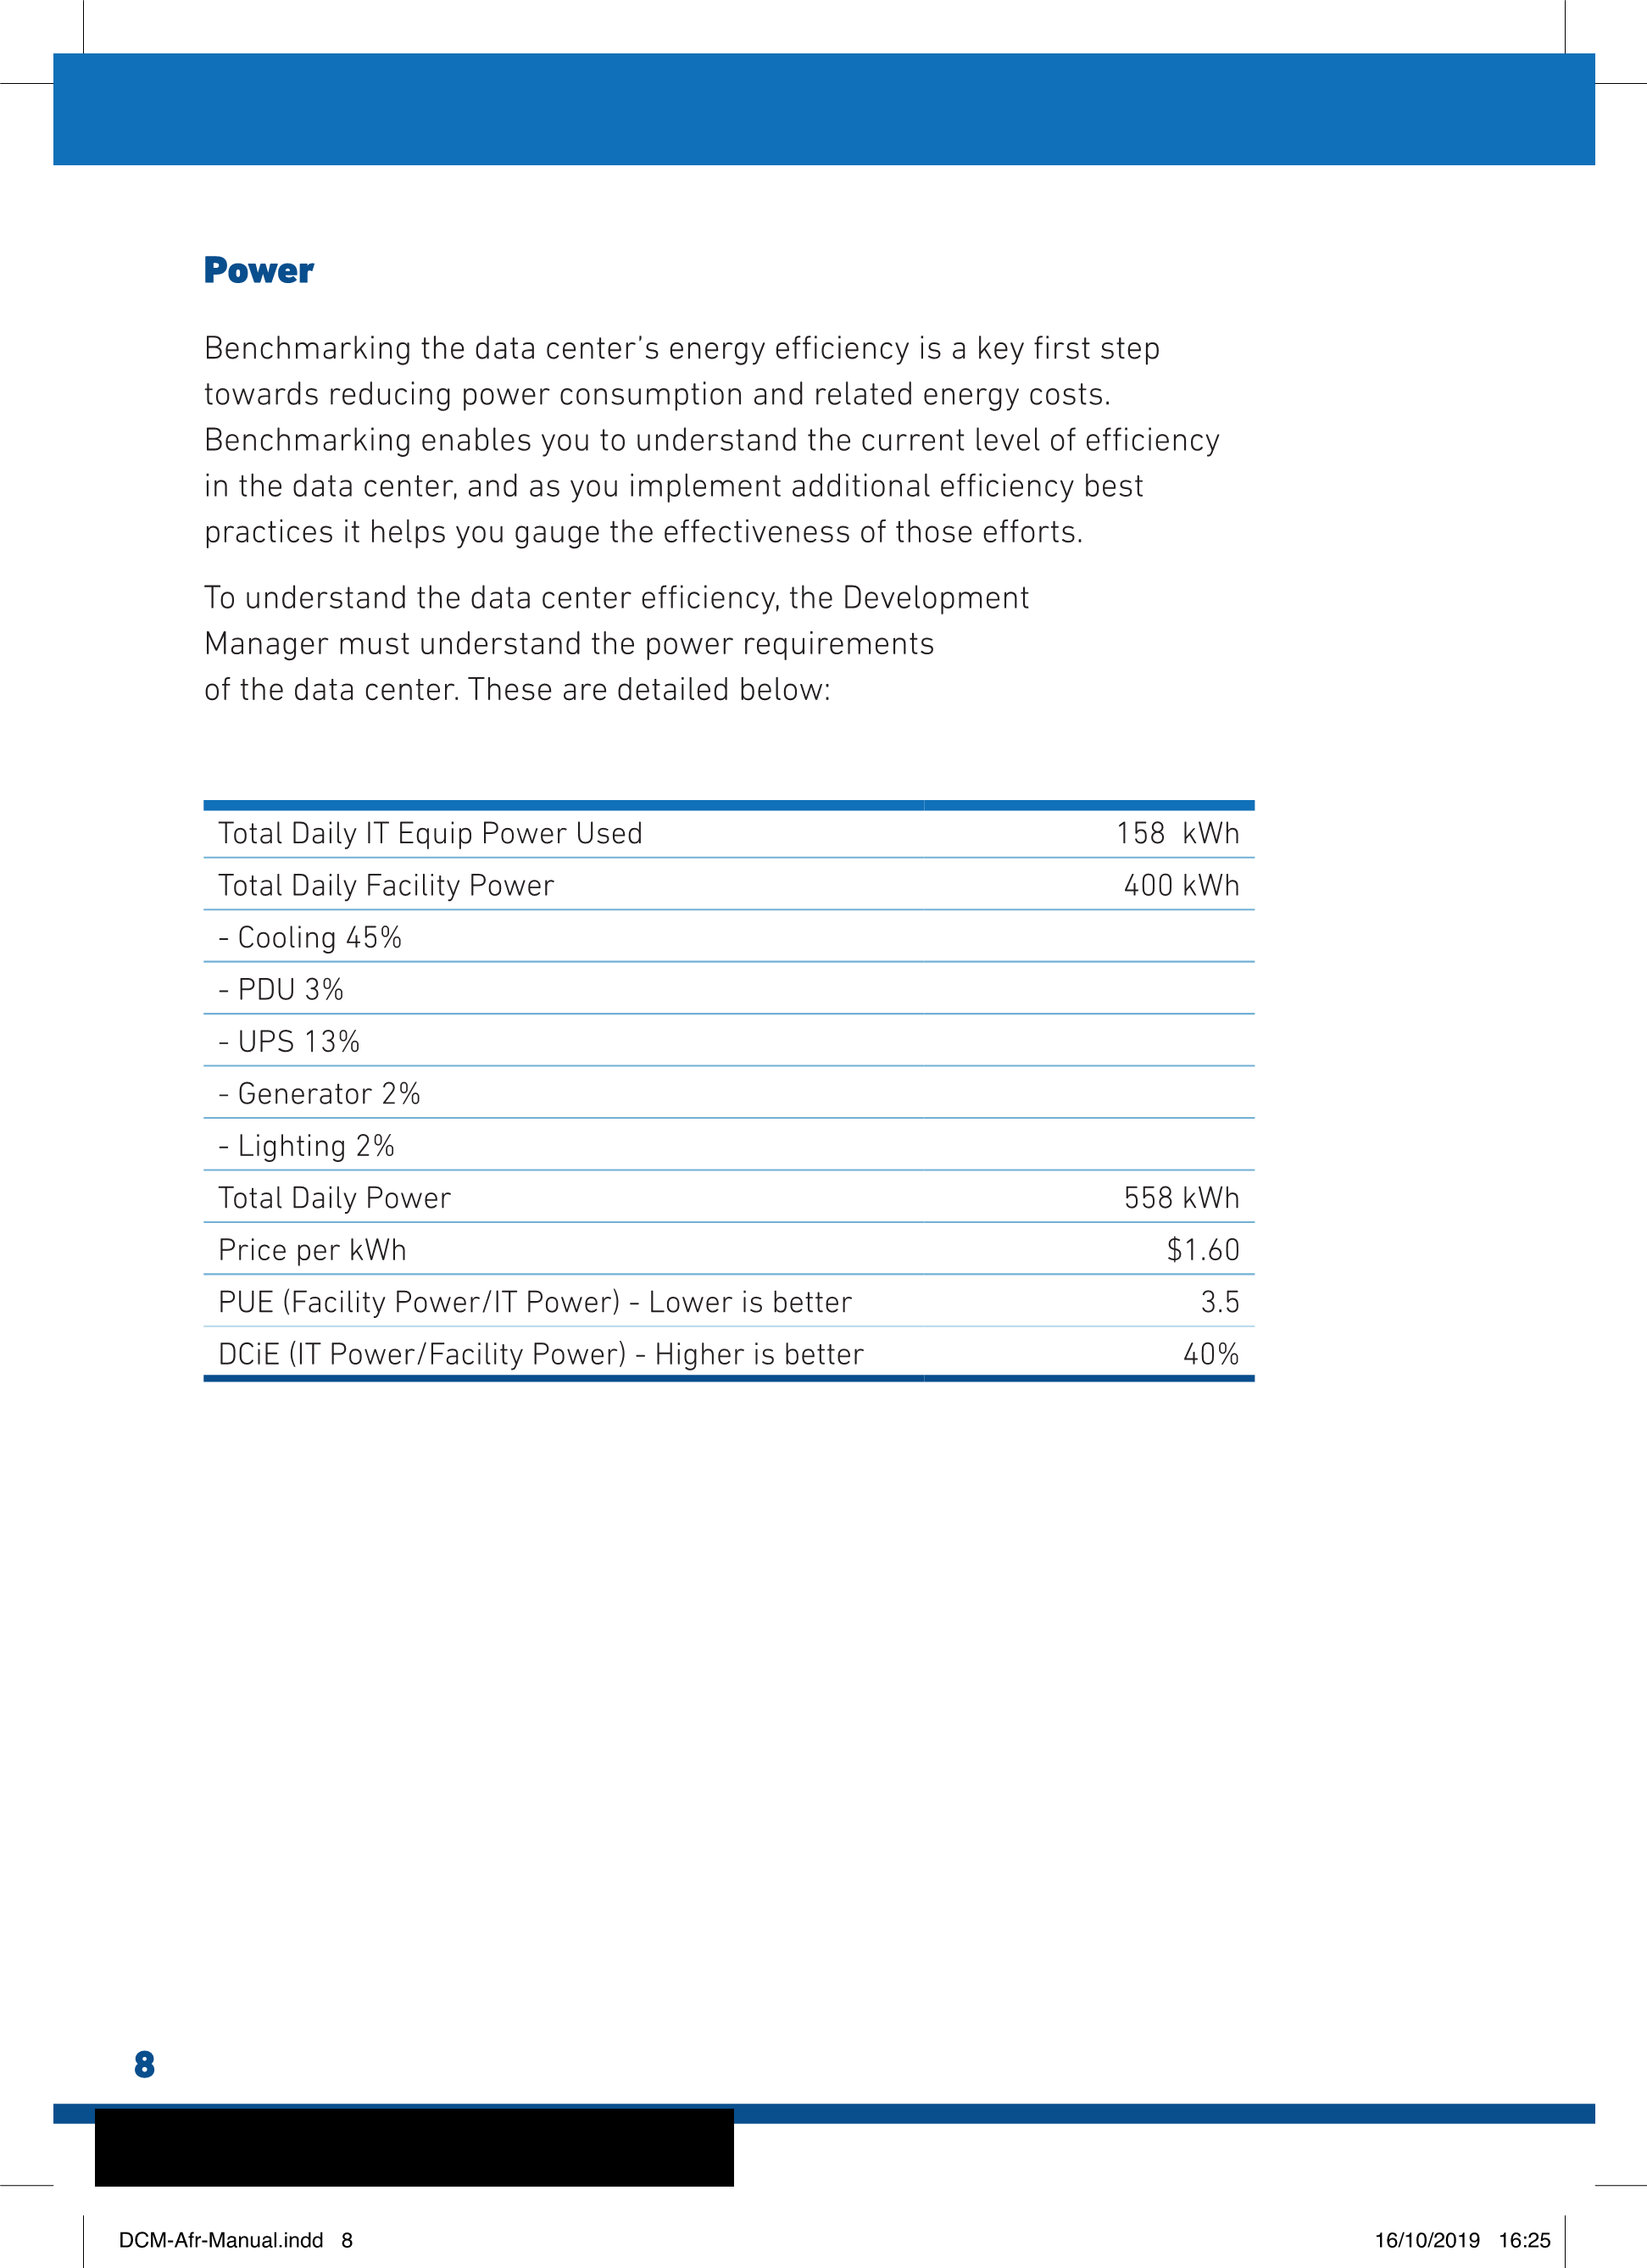 Power
Benchmarking the data center’s energy efficiency is a key first step
towards reducing power consumption and related energy costs.
Benchmarking enables you to understand the current level of efficiency
in the data center, and as you implement additional efficiency best
practices it helps you gauge the effectiveness of those efforts.
To understand the data center efficiency, the Development
Manager must understand the power requirements
of the data center. These are detailed below:
Total Daily IT Equip Power Used 158 kWh
Total Daily Facility Power 400 kWh
- Cooling 45%
- PDU 3%
- UPS 13%
- Generator 2%
- Lighting 2%
Total Daily Power 558 kWh
Price per kWh $1.60
PUE (Facility Power/IT Power) - Lower is better 3.5
DCiE (IT Power/Facility Power) - Higher is better 40%
8
DCM-Afr-Manual.indd 8 16/10/2019 16:25